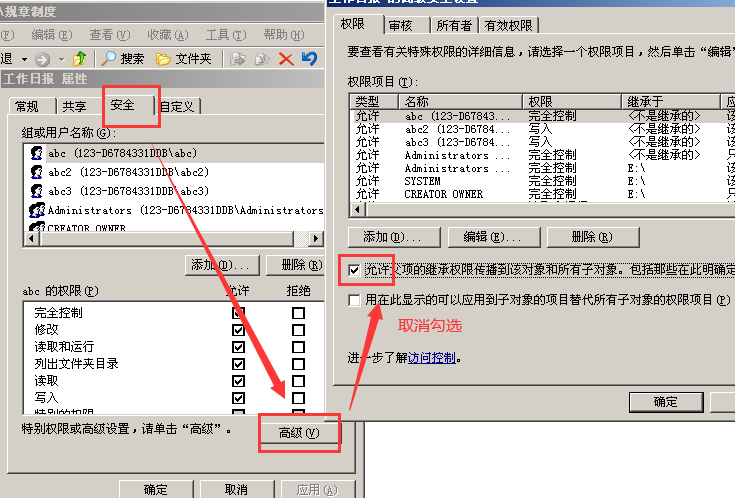 \规章制度
(F) 编辑(E) 查看(V) 收藏(A) 工具(T) 帮助(H)
退 搜索 文件夹
工作日报 属性
常规 共享 安全 自定义
组或用户名称(G):
abc (123-D6784331DDB\abc)
abc2 (123-D6784331DDB\abc2)
abc3 (123-D6784331DDB\abc3)
Administrators (123-D6784331DDB\Administrators
CREATOR OWNER
添加(D)... 删除(R)
abc 的权限(P) 允许 拒绝
完全控制
修改
读取和运行
列出文件夹目录
读取
写入
特别的权限
特别权限或高级设置，请单击“高级”。
高级(V)
确定 取消 应用(A)
工作日报 的高级安全设置
权限 审核 所有者 有效权限
要查看有关特殊权限的详细信息，请选择一个权限项目，然后单击“编辑”
权限项目(T):
类型 名称 权限 继承于 应
允许 abc (123-D67843... 完全控制 <不是继承的> 该
允许 abc2 (123-D6784... 写入 <不是继承的> 该
允许 abc3 (123-D6784... 写入 <不是继承的> 该
允许 Administrators ... 完全控制 <不是继承的> 只
允许 Administrators ... 完全控制 E:\ 该
允许 SYSTEM 完全控制 E:\ 该
允许 CREATOR OWNER 完全控制 E:\ 只
添加(D)... 编辑(E)... 删除(R)
允许父项的继承权限传播到该对象和所有子对象。包括那些在此明确定
用在此显示的可以应用到子对象的项目替代所有子对象的权限项目(P)
取消勾选
进一步了解访问控制。
确定